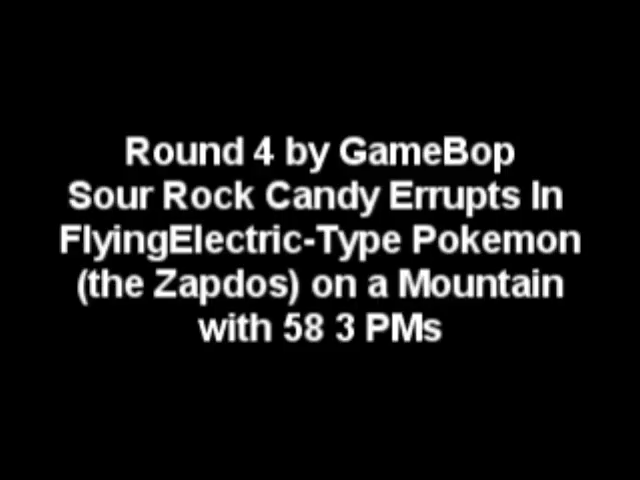 Round 4 by GameBop
Sour Rock Candy Errupts In
FlyingElectric-Type Pokemon
(the Zapdos) on a Mountain
with 58 3 PMs